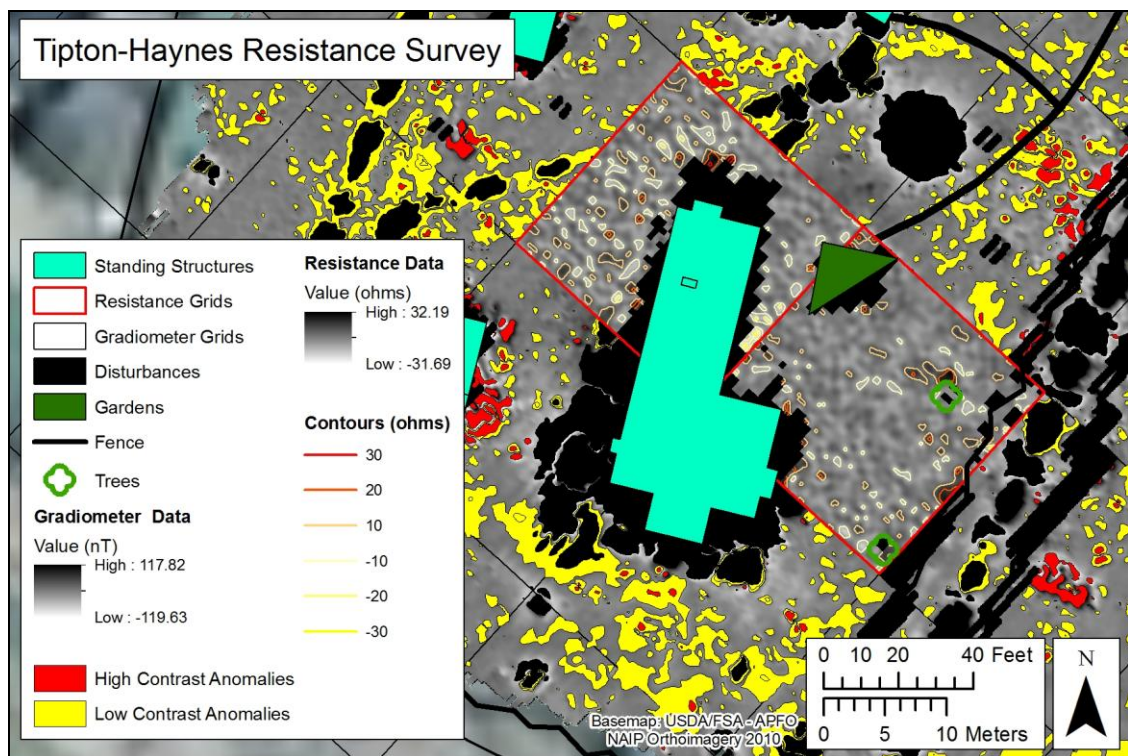 Tipton-Haynes Resistance Survey
Standing Structures
Resistance Grids
Gradiometer Grids
Disturbances
Gardens
Fence
Trees
Gradiometer Data
Value (nT)
High : 117.82
Low : -119.63
High Contrast Anomalies
Low Contrast Anomalies
Resistance Data
Value (ohms)
High : 32.19
Low : -31.69
Contours (ohms)
30
20
10
-10
-20
-30
0 10 20 40 Feet
0 5 10 Meters
N
Basemap: USDA/FSA - APFO
NAIP Orthoimagery 2010